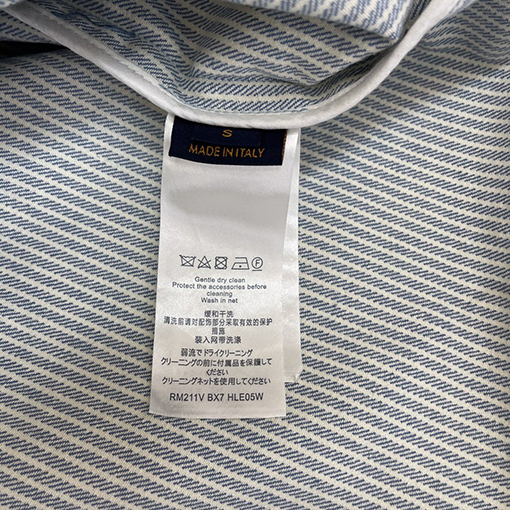 S
MADE IN ITALY
Gentle dry clean
Protect the accessories before
cleaning
Wash in net
缓和干洗
清洗前请对配饰部分采取有效的保护
措施
装入网带洗涤
弱流でドライクリーニング
クリーニングの前に付属品を保護して
ください
クリーニングネットを使用してください
RM211V BX7 HLE05W